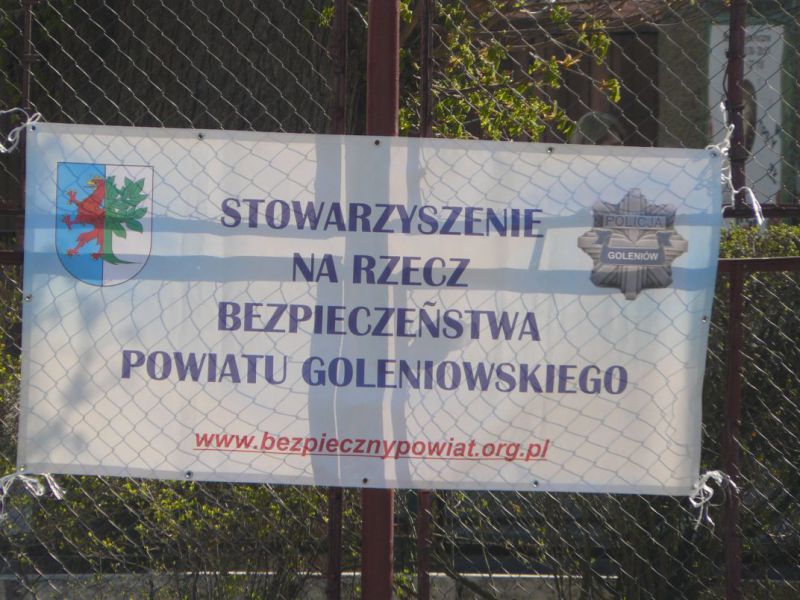 STOWARZYSZENIE
NA RZECZ
BEZPIECZEŃSTWA
POWIATU GOLENIOWSKIEGO
www.bezpiecznypowiat.org.pl
POLICJA
GOLENIÓW